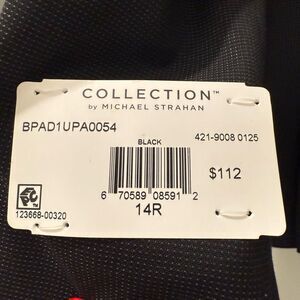 COLLECTION™
by MICHAEL STRAHAN
BPAD1UPA0054
421-9008 0125
BLACK
$112
6 70589 08591 2
123668-00320
14R